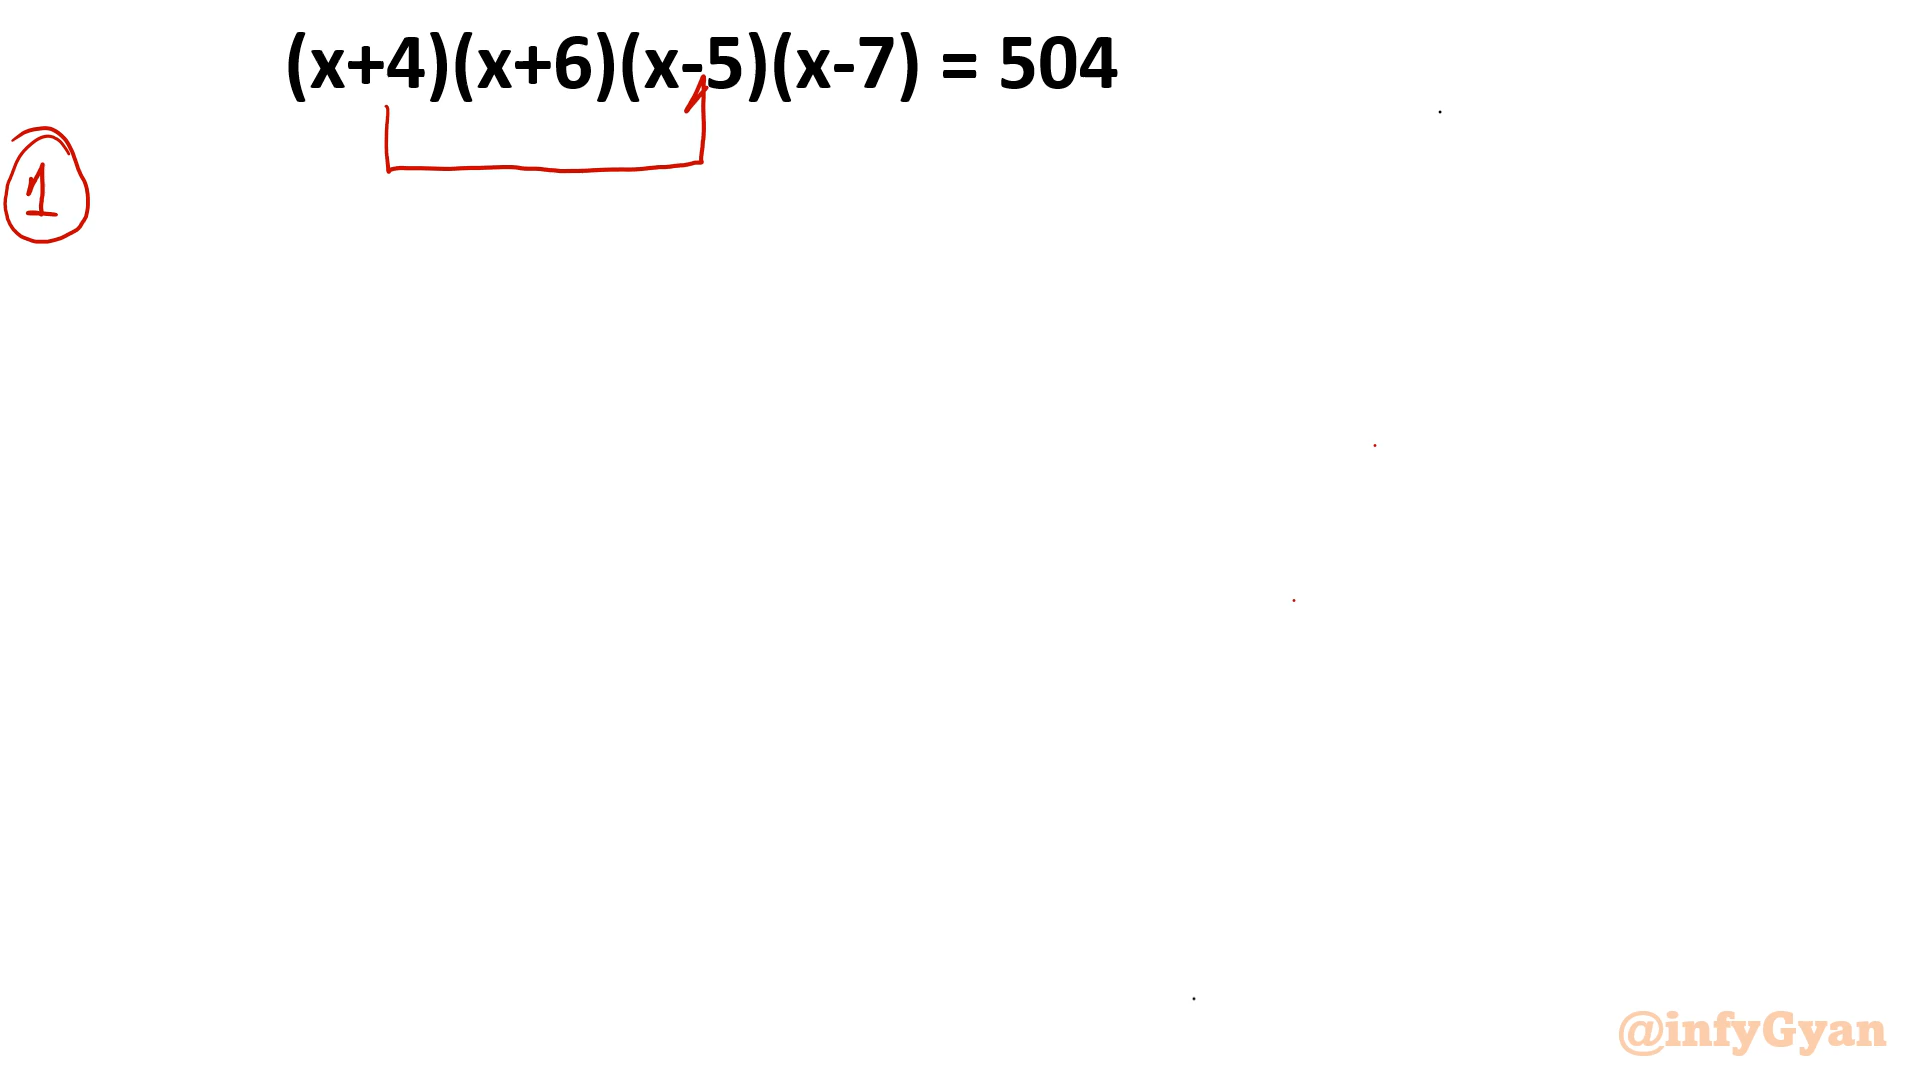 (x+4)(x+6)(x-5)(x-7) = 504
1
@infyGyan